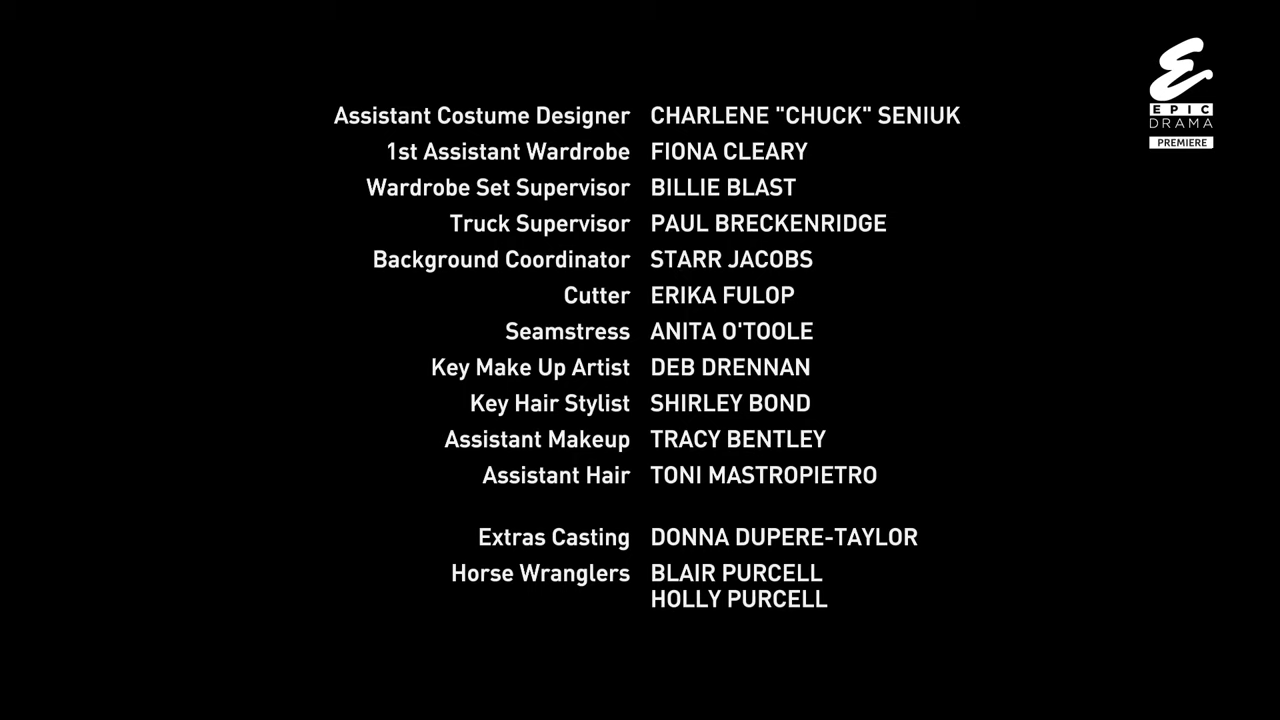 Assistant Costume Designer CHARLENE "CHUCK" SENIUK
1st Assistant Wardrobe FIONA CLEARY
Wardrobe Set Supervisor BILLIE BLAST
Truck Supervisor PAUL BRECKENRIDGE
Background Coordinator STARR JACOBS
Cutter ERIKA FULOP
Seamstress ANITA O'TOOLE
Key Make Up Artist DEB DRENNAN
Key Hair Stylist SHIRLEY BOND
Assistant Makeup TRACY BENTLEY
Assistant Hair TONI MASTROPIETRO
Extras Casting DONNA DUPERE-TAYLOR
Horse Wranglers BLAIR PURCELL
HOLLY PURCELL
E
EPIC
DRAMA
PREMIERE